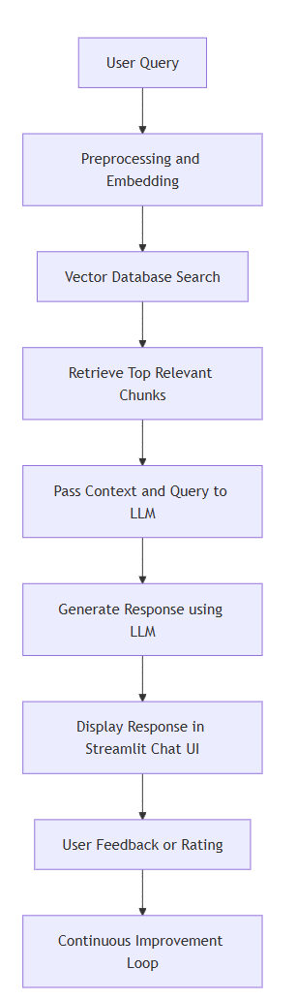 User Query
Preprocessing and
Embedding
Vector Database Search
Retrieve Top Relevant
Chunks
Pass Context and Query to
LLM
Generate Response using
LLM
Display Response in
Streamlit Chat UI
User Feedback or Rating
Continuous Improvement
Loop